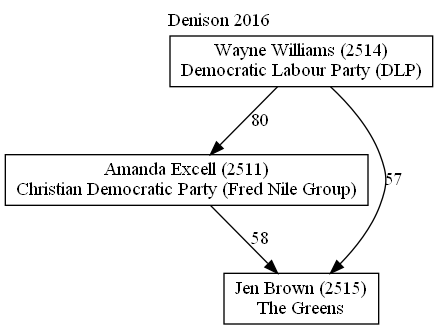 Denison 2016
Wayne Williams (2514)
Democratic Labour Party (DLP)
80
Amanda Excell (2511)
Christian Democratic Party (Fred Nile Group)
57
58
Jen Brown (2515)
The Greens